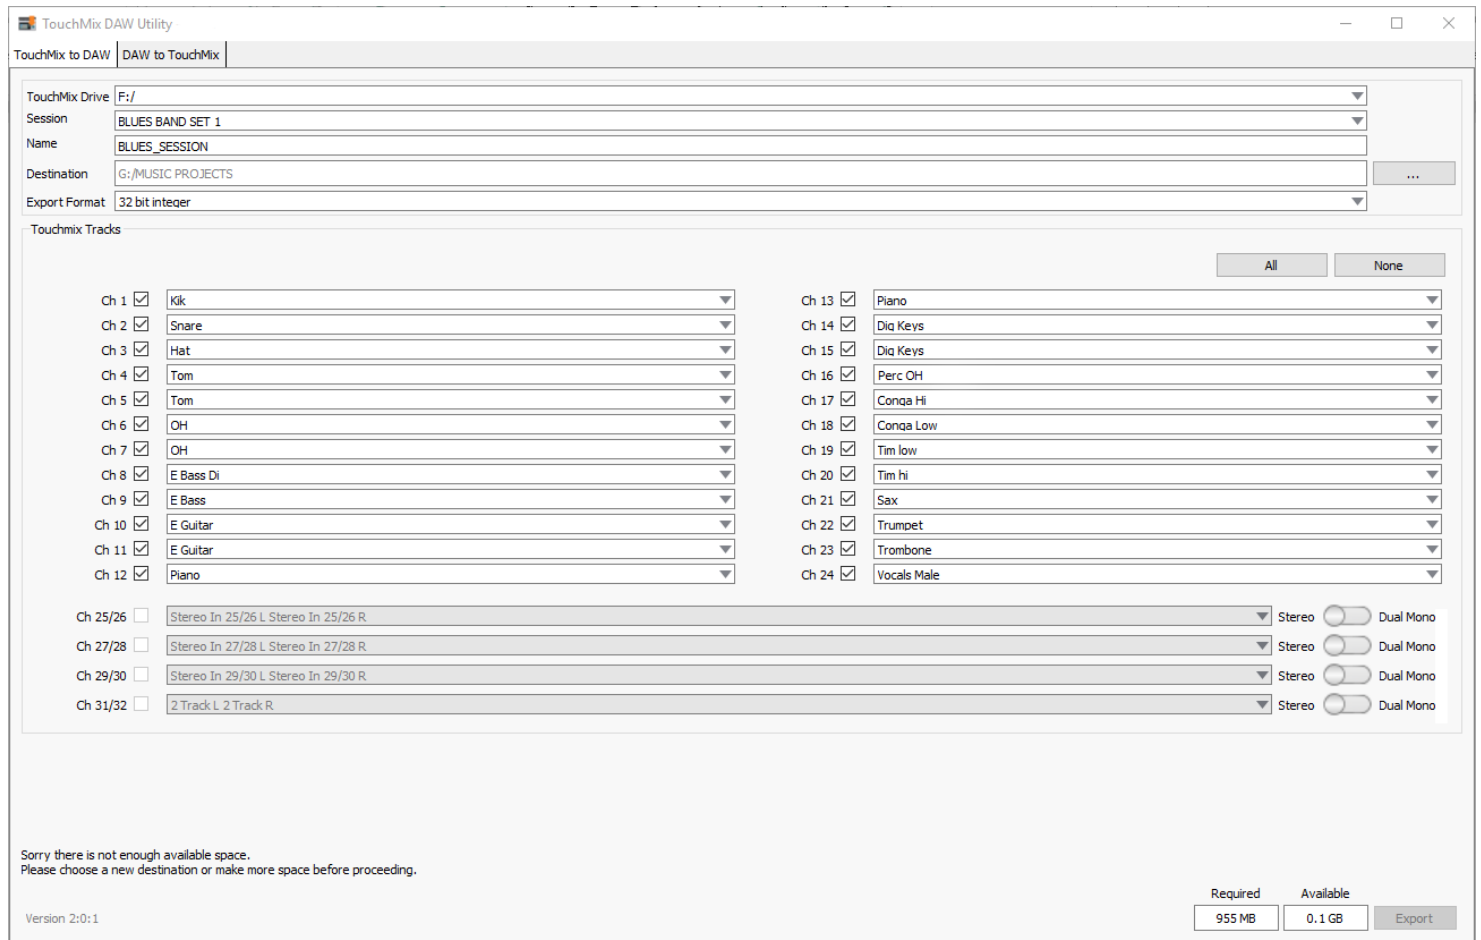 TouchMix DAW Utility
TouchMix to DAW DAW to TouchMix
TouchMix Drive F:/
Session BLUES BAND SET 1
Name BLUES_SESSION
Destination G:/MUSIC PROJECTS ...
Export Format 32 bit integer
Touchmix Tracks
All None
Ch 1 Kik
Ch 2 Snare
Ch 3 Hat
Ch 4 Tom
Ch 5 Tom
Ch 6 OH
Ch 7 OH
Ch 8 E Bass Di
Ch 9 E Bass
Ch 10 E Guitar
Ch 11 E Guitar
Ch 12 Piano
Ch 13 Piano
Ch 14 Dig Keys
Ch 15 Dig Keys
Ch 16 Perc OH
Ch 17 Conga Hi
Ch 18 Conga Low
Ch 19 Tim low
Ch 20 Tim hi
Ch 21 Sax
Ch 22 Trumpet
Ch 23 Trombone
Ch 24 Vocals Male
Ch 25/26 Stereo In 25/26 L Stereo In 25/26 R Stereo Dual Mono
Ch 27/28 Stereo In 27/28 L Stereo In 27/28 R Stereo Dual Mono
Ch 29/30 Stereo In 29/30 L Stereo In 29/30 R Stereo Dual Mono
Ch 31/32 2 Track L 2 Track R Stereo Dual Mono
Sorry there is not enough available space.
Please choose a new destination or make more space before proceeding.
Required Available
Version 2:0:1 955 MB 0.1 GB Export